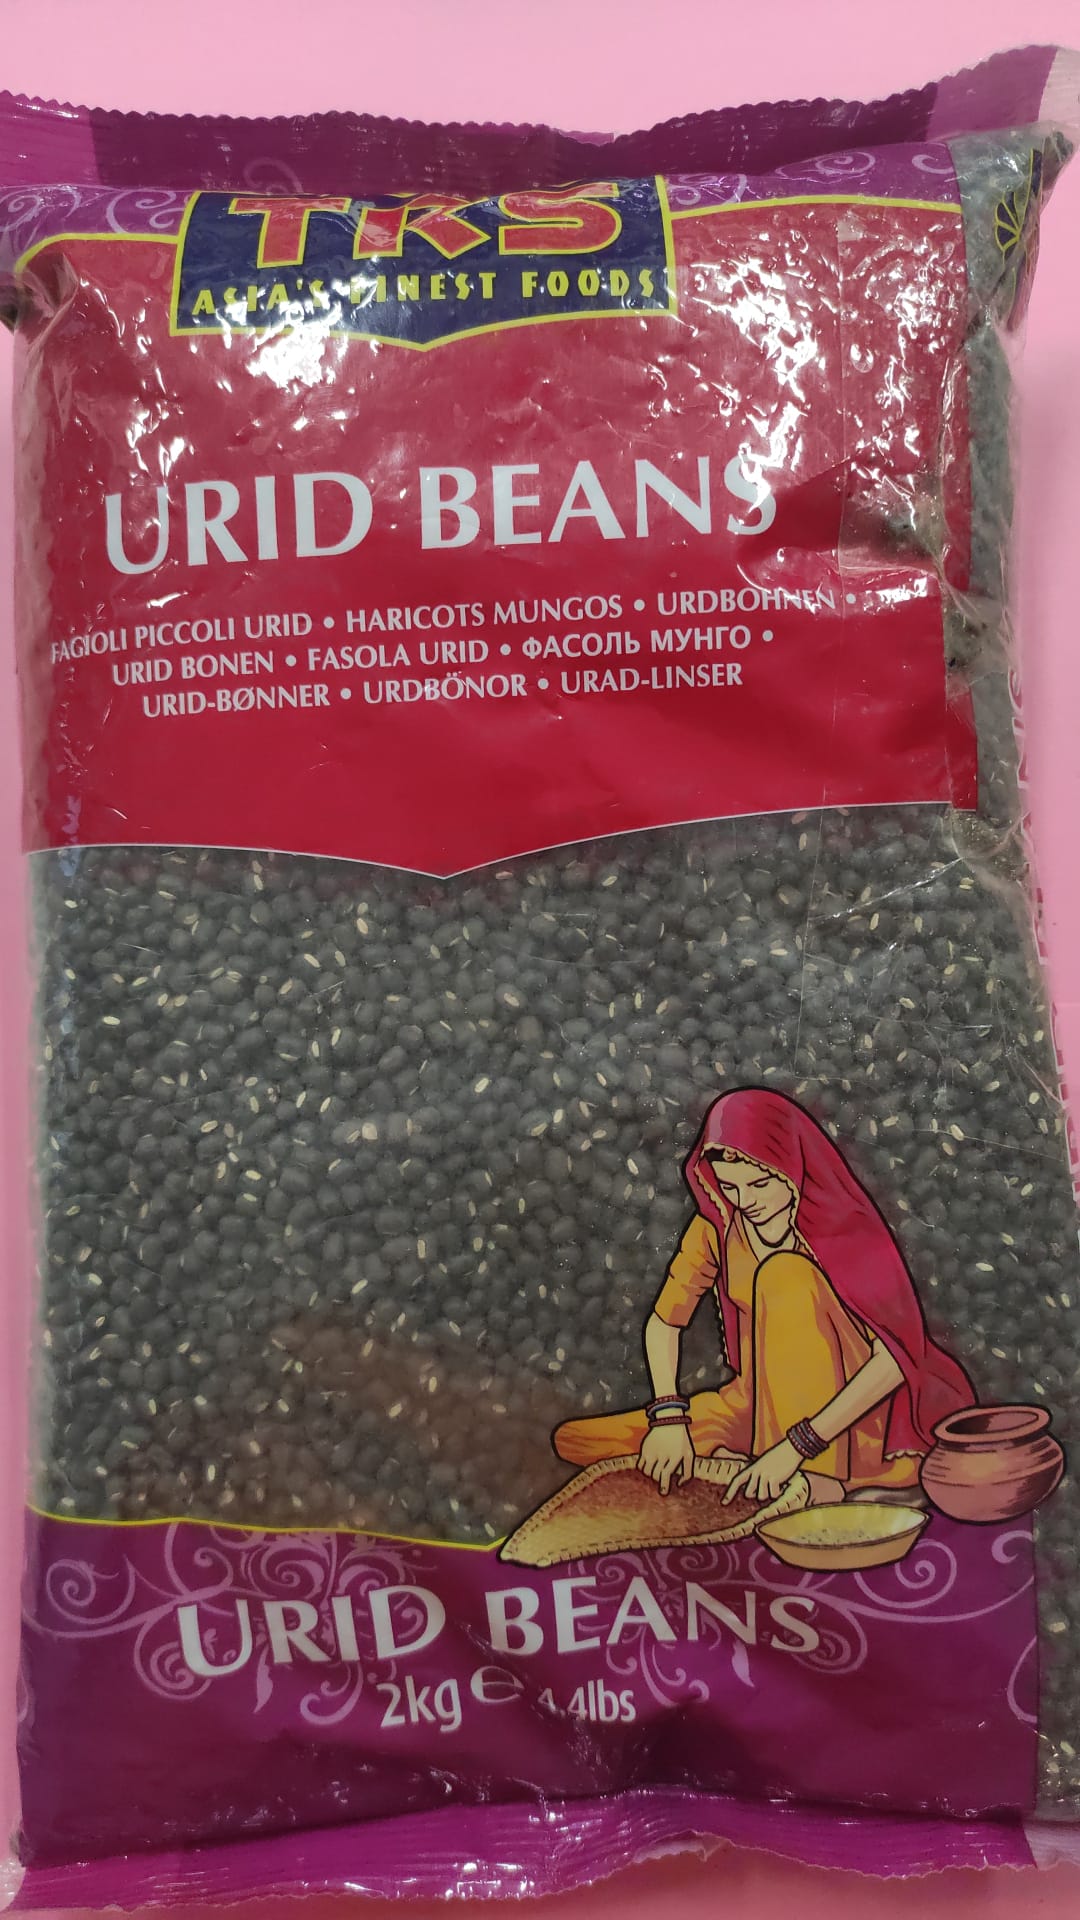 TRS
ASIA'S FINEST FOODS
URID BEANS
FAGIOLI PICCOLI URID • HARICOTS MUNGOS • URDBOHNEN •
URID BONEN • FASOLA URID • ФАСОЛЬ МУНГО •
URID-BØNNER • URDBÖNOR • URAD-LINSER
URID BEANS
2kg e 4.4lbs